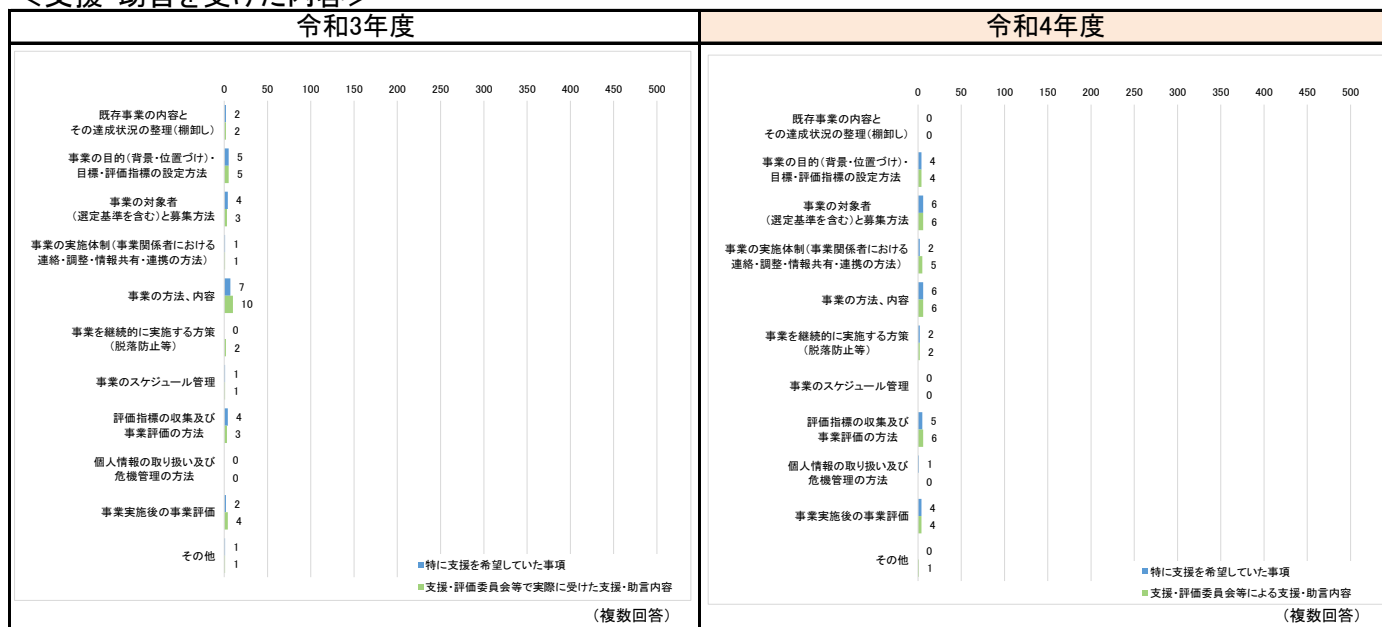 ＜支援・助言を受けた内容＞
令和3年度
0 50 100 150 200 250 300 350 400 450 500
既存事業の内容と
その達成状況の整理(棚卸し)
2
2
事業の目的(背景・位置づけ)・
目標・評価指標の設定方法
5
5
事業の対象者
(選定基準を含む)と募集方法
4
3
事業の実施体制(事業関係者における
連絡・調整・情報共有・連携の方法)
1
1
事業の方法、内容
7
10
事業を継続的に実施する方策
(脱落防止等)
0
2
事業のスケジュール管理
1
1
評価指標の収集及び
事業評価の方法
4
3
個人情報の取り扱い及び
危機管理の方法
0
0
事業実施後の事業評価
2
4
その他
1
1
■特に支援を希望していた事項
■支援・評価委員会等で実際に受けた支援・助言内容
(複数回答)
令和4年度
0 50 100 150 200 250 300 350 400 450 500
既存事業の内容と
その達成状況の整理(棚卸し)
0
0
事業の目的(背景・位置づけ)・
目標・評価指標の設定方法
4
4
事業の対象者
(選定基準を含む)と募集方法
6
6
事業の実施体制(事業関係者における
連絡・調整・情報共有・連携の方法)
2
5
事業の方法、内容
6
6
事業を継続的に実施する方策
(脱落防止等)
2
2
事業のスケジュール管理
0
0
評価指標の収集及び
事業評価の方法
5
6
個人情報の取り扱い及び
危機管理の方法
1
0
事業実施後の事業評価
4
4
その他
0
1
■特に支援を希望していた事項
■支援・評価委員会等による支援・助言内容
(複数回答)